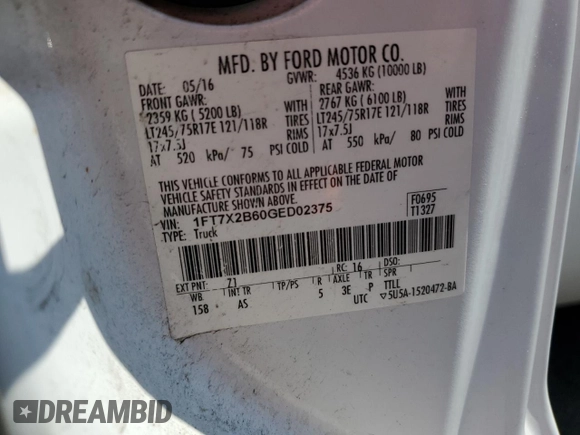 MFD. BY FORD MOTOR CO.
DATE: 05/16 GVWR: 4536 KG (10000 LB)
FRONT GAWR: REAR GAWR:
2359 KG ( 5200 LB) WITH 2767 KG ( 6100 LB) WITH
LT245/75R17E 121/118R TIRES LT245/75R17E 121/118R TIRES
17x7.5J RIMS 17x7.5J RIMS
AT 520 kPa/ 75 PSI COLD AT 550 kPa/ 80 PSI COLD
THIS VEHICLE CONFORMS TO ALL APPLICABLE FEDERAL MOTOR
VEHICLE SAFETY STANDARDS IN EFFECT ON THE DATE OF
MANUFACTURE SHOWN ABOVE.
VIN: 1FT7X2B60GED02375 F0695
TYPE: Truck T1327
EXT PNT: Z1 RC: 16 DSO:
WB INT TR TP/PS R AXLE TR SPR
158 AS 5 3E P TTLL
UTC ▽5U5A-1520472-BA
DREAMBID